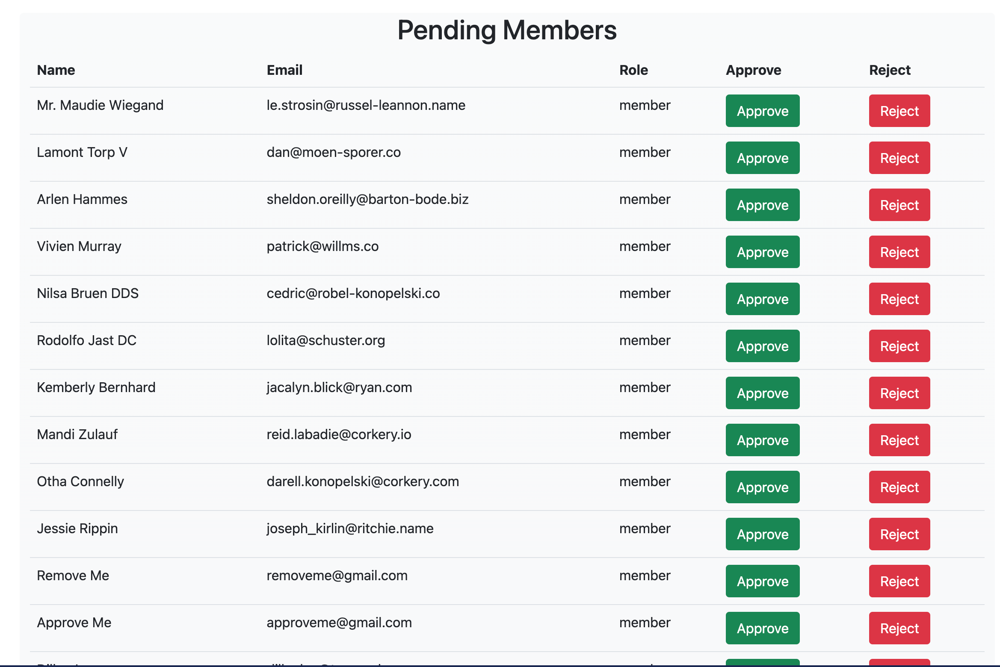 Pending Members
Name Email Role Approve Reject
Mr. Maudie Wiegand le.strosin@russel-leannon.name member Approve Reject
Lamont Torp V dan@moen-sporer.co member Approve Reject
Arlen Hammes sheldon.oreilly@barton-bode.biz member Approve Reject
Vivien Murray patrick@willms.co member Approve Reject
Nilsa Bruen DDS cedric@robel-konopelski.co member Approve Reject
Rodolfo Jast DC lolita@schuster.org member Approve Reject
Kemberly Bernhard jacalyn.blick@ryan.com member Approve Reject
Mandi Zulauf reid.labadie@corkery.io member Approve Reject
Otha Connelly darell.konopelski@corkery.com member Approve Reject
Jessie Rippin joseph_kirlin@ritchie.name member Approve Reject
Remove Me removeme@gmail.com member Approve Reject
Approve Me approveme@gmail.com member Approve Reject